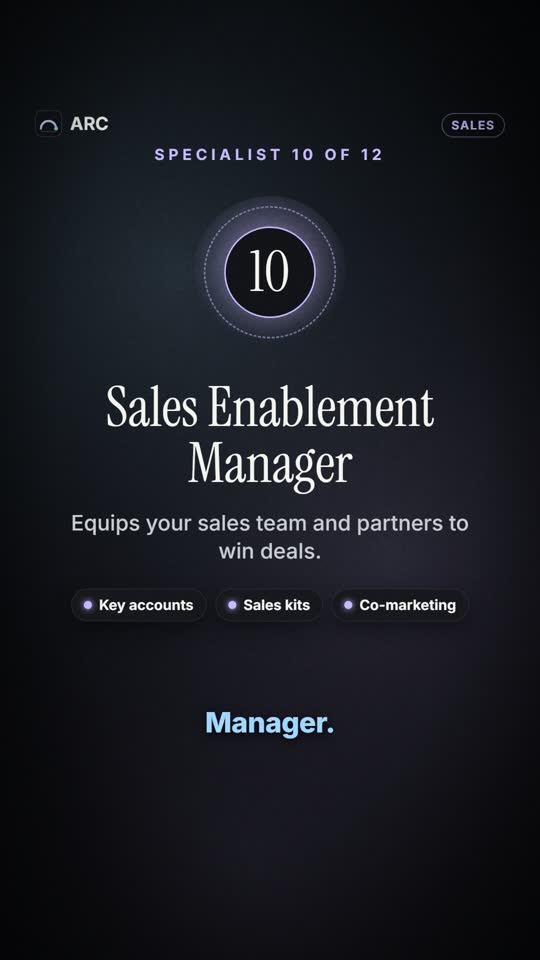 ARC
SALES
SPECIALIST 10 OF 12
10
Sales Enablement
Manager
Equips your sales team and partners to
win deals.
Key accounts
Sales kits
Co-marketing
Manager.